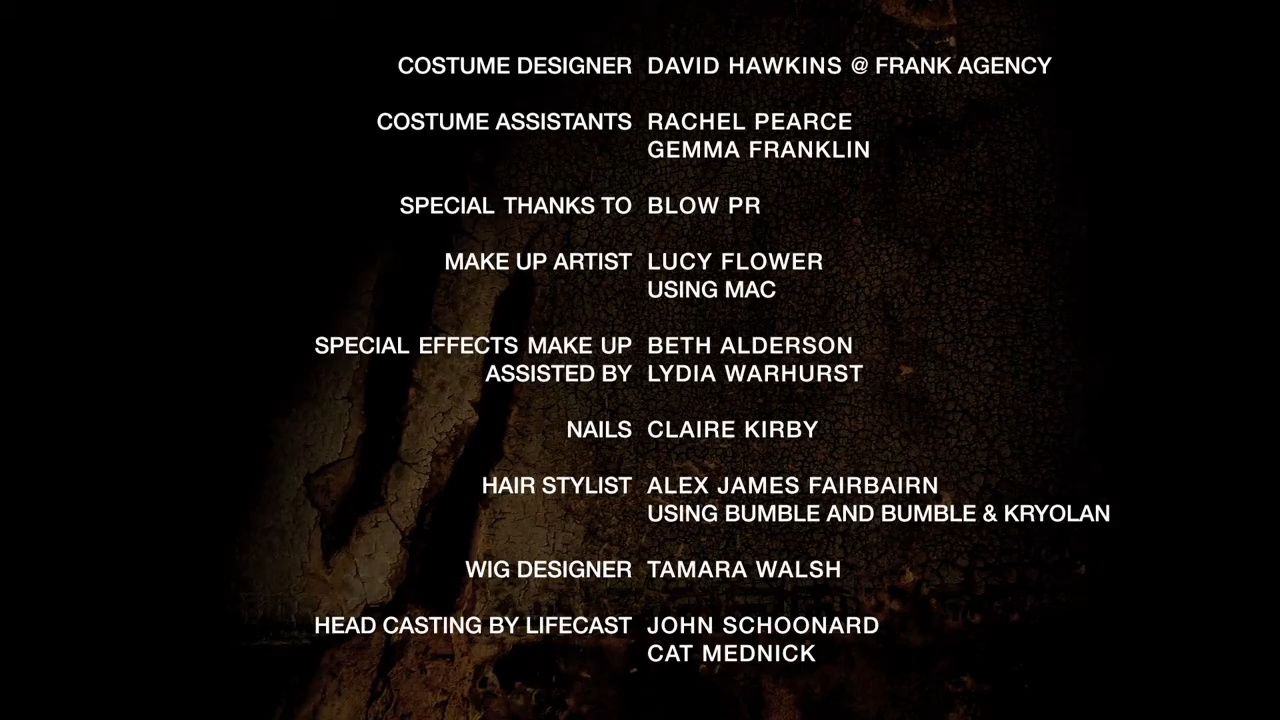 COSTUME DESIGNER DAVID HAWKINS @ FRANK AGENCY
COSTUME ASSISTANTS RACHEL PEARCE
GEMMA FRANKLIN
SPECIAL THANKS TO BLOW PR
MAKE UP ARTIST LUCY FLOWER
USING MAC
SPECIAL EFFECTS MAKE UP BETH ALDERSON
ASSISTED BY LYDIA WARHURST
NAILS CLAIRE KIRBY
HAIR STYLIST ALEX JAMES FAIRBAIRN
USING BUMBLE AND BUMBLE & KRYOLAN
WIG DESIGNER TAMARA WALSH
HEAD CASTING BY LIFECAST JOHN SCHOONARD
CAT MEDNICK